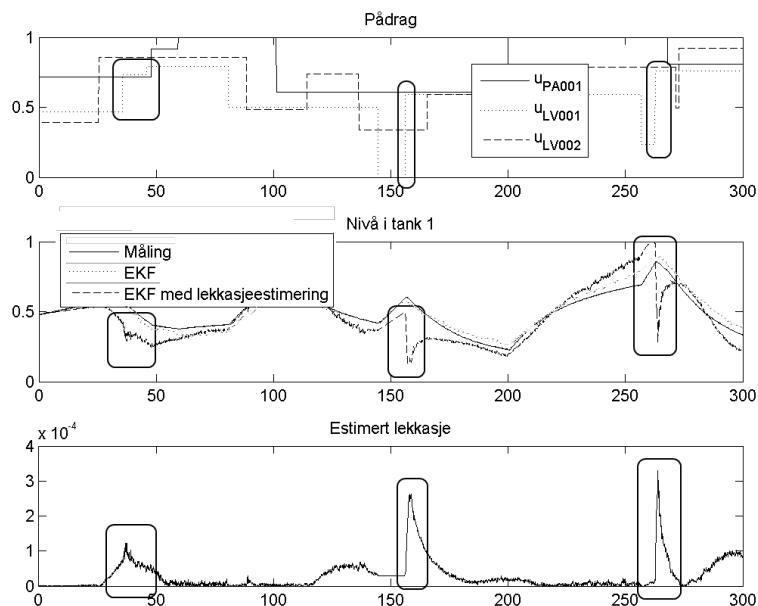 Pådrag
1
0.5
0
u_PA001
u_LV001
u_LV002
0 50 100 150 200 250 300
Nivå i tank 1
1
0.5
0
Måling
EKF
EKF med lekkasjeestimering
0 50 100 150 200 250 300
Estimert lekkasje
x 10^-4
4
3
2
1
0
0 50 100 150 200 250 300